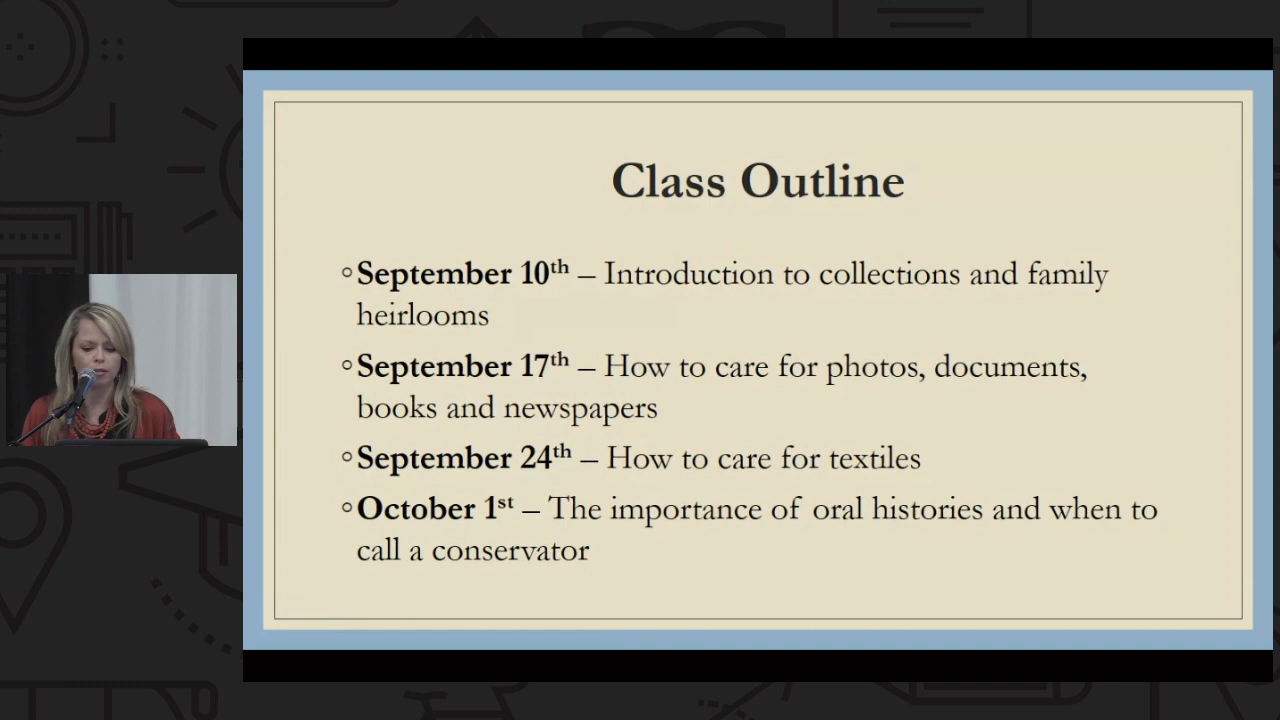 Class Outline
◦September 10th – Introduction to collections and family
heirlooms
◦September 17th – How to care for photos, documents,
books and newspapers
◦September 24th – How to care for textiles
◦October 1st – The importance of oral histories and when to
call a conservator